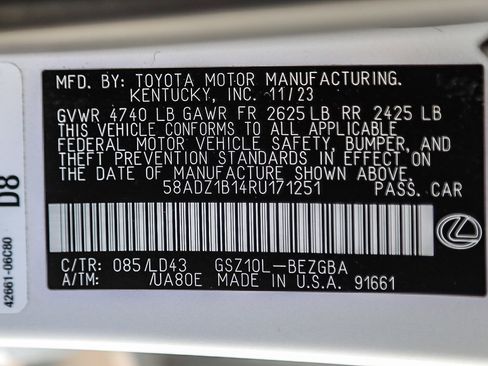 MFD. BY: TOYOTA MOTOR MANUFACTURING.
KENTUCKY, INC. 11/23
GVWR 4740 LB GAWR FR 2625 LB RR 2425 LB
THIS VEHICLE CONFORMS TO ALL APPLICABLE
FEDERAL MOTOR VEHICLE SAFETY, BUMPER, AND
THEFT PREVENTION STANDARDS IN EFFECT ON
THE DATE OF MANUFACTURE SHOWN ABOVE.
58ADZ1B14RU171251 PASS. CAR
C/TR: 085/LD43 GSZ10L-BEZGBA
A/TM: /UA80E MADE IN U.S.A. 91661
D8
42661-06C80